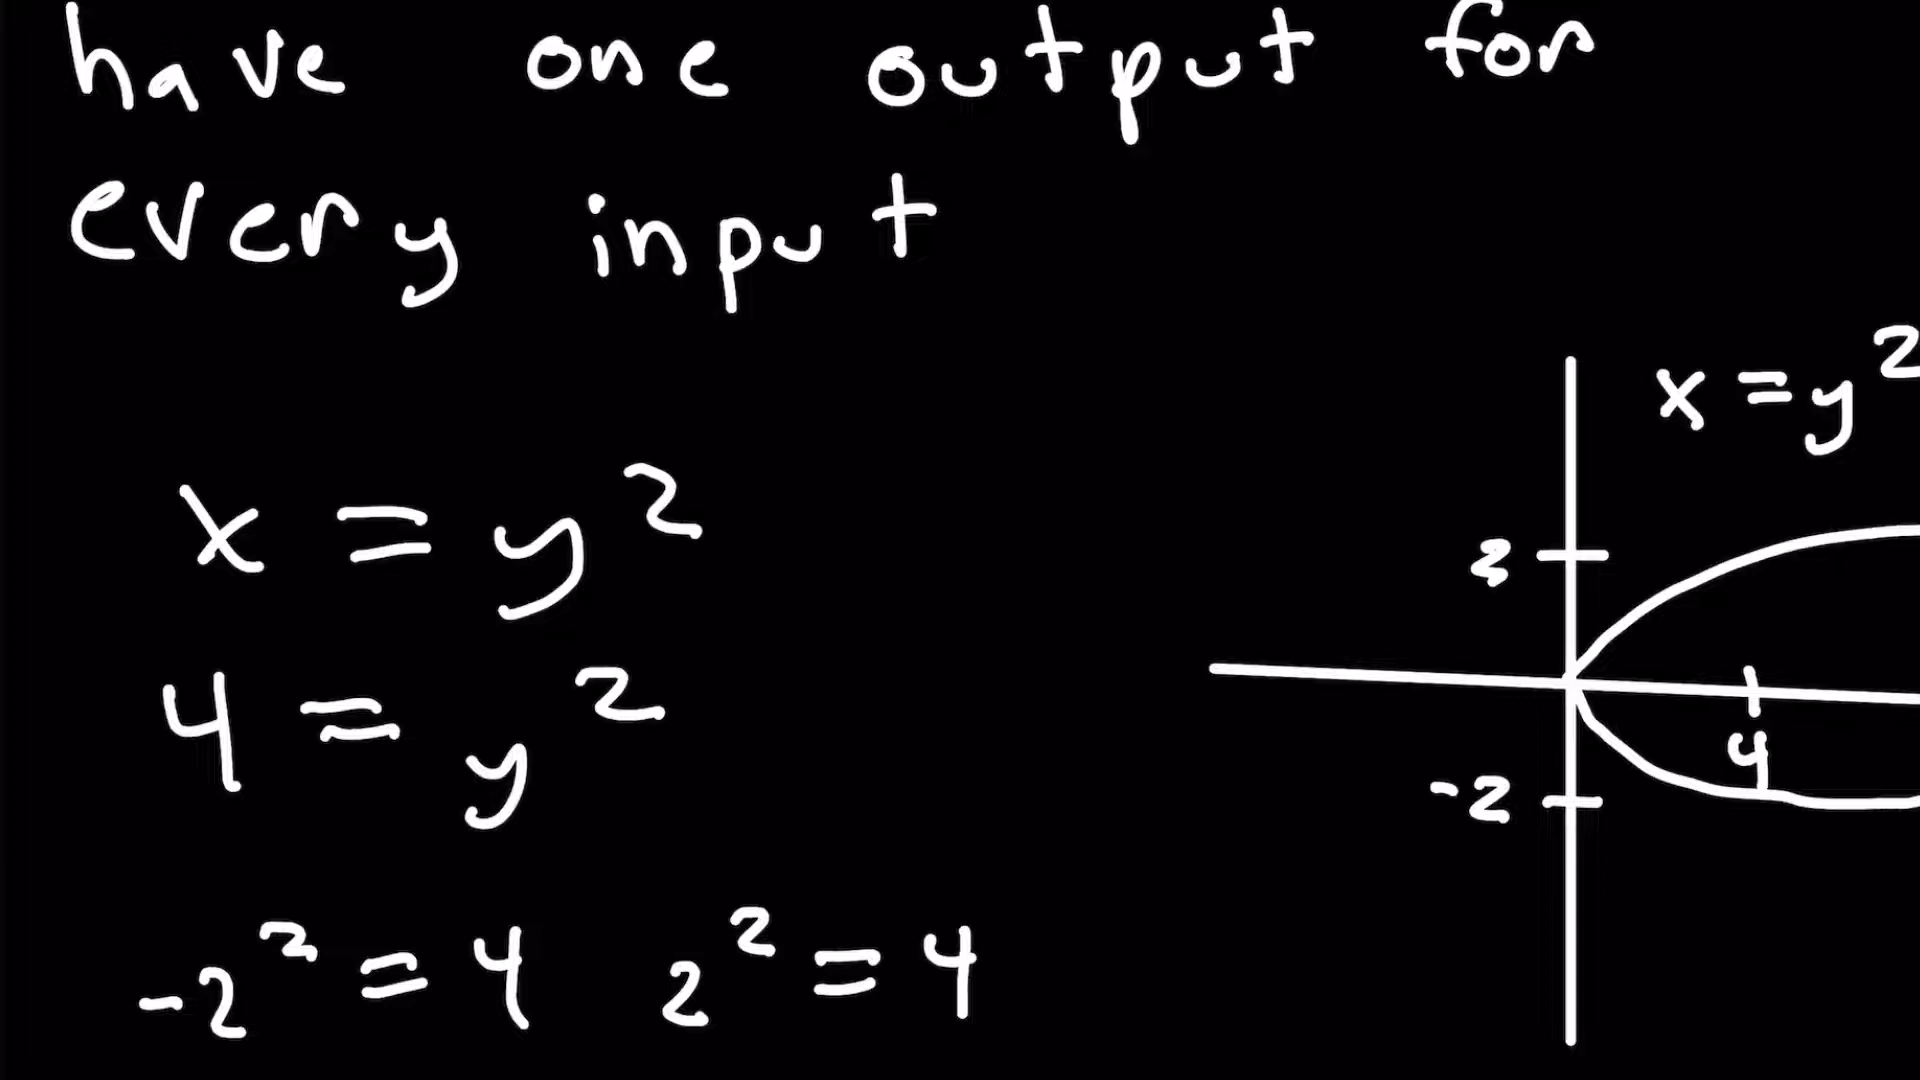 have one output for
every input
x = y²
x = y²
4 = y²
2
4
-2
-2² = 4 2² = 4